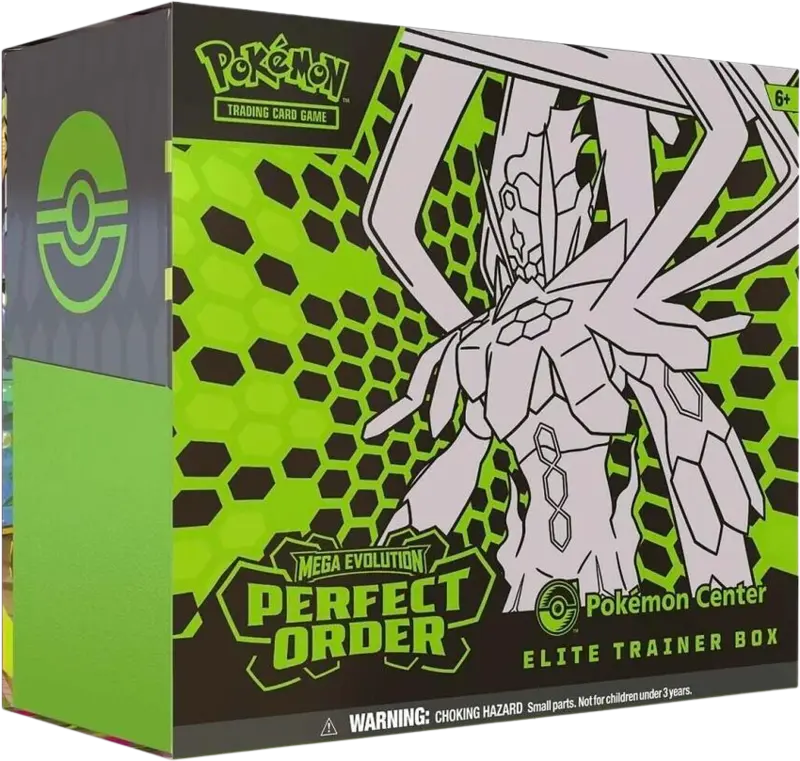 Pokémon
TRADING CARD GAME
6+
MEGA EVOLUTION
PERFECT
ORDER
Pokémon Center
ELITE TRAINER BOX
WARNING: CHOKING HAZARD Small parts. Not for children under 3 years.